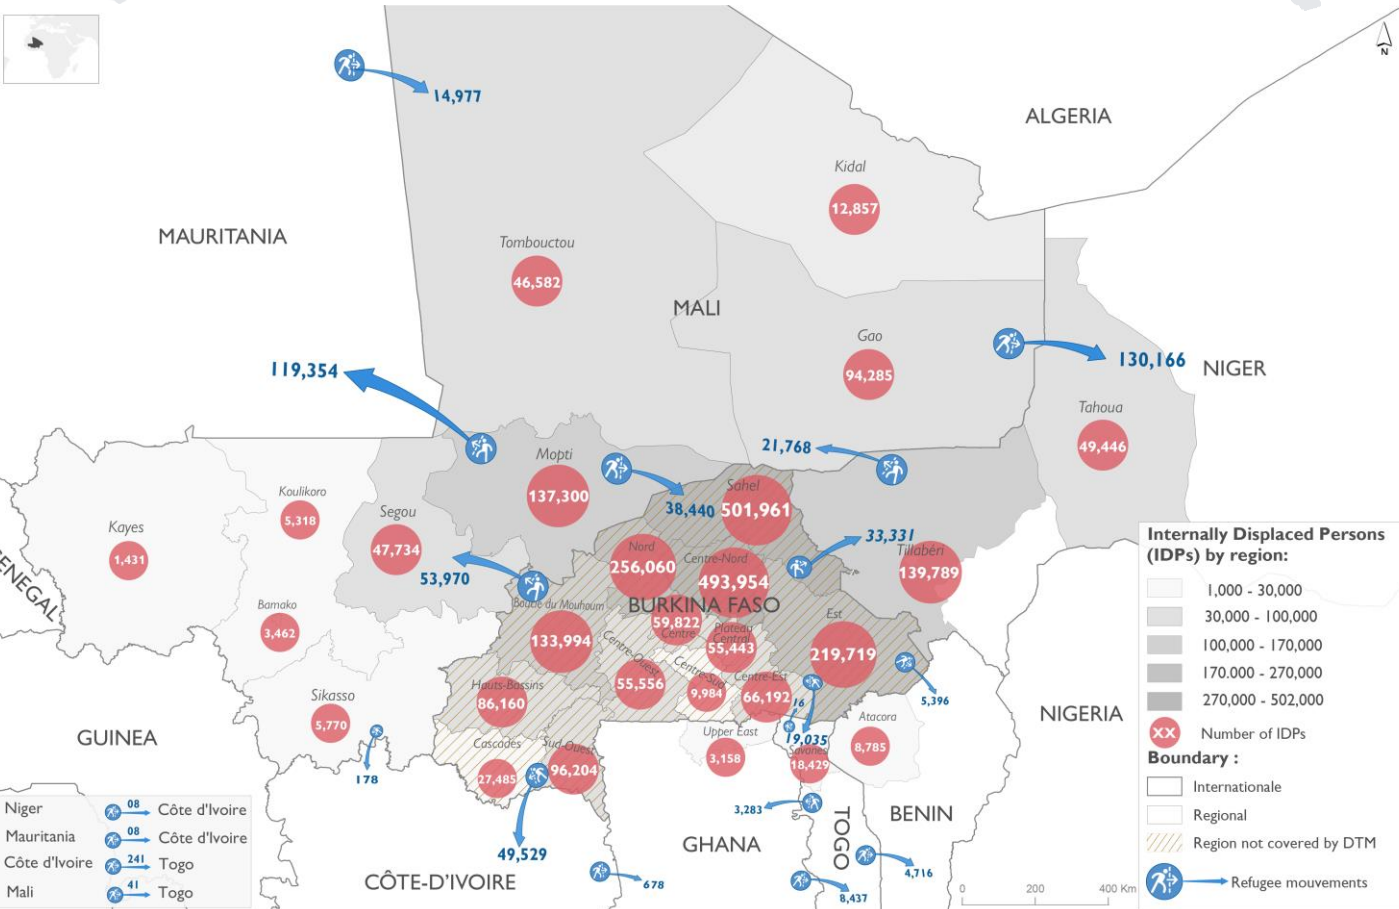 N
14,977
ALGERIA
Kidal
12,857
MAURITANIA
Tombouctou
46,582
MALI
Gao
94,285
130,166
NIGER
119,354
Tahoua
49,446
21,768
Mopti
137,300
Sahel
501,961
38,440
Koulikoro
5,318
Kayes
1,431
Segou
47,734
33,331
Tillabéri
139,789
Nord
256,060
Centre-Nord
493,954
53,970
ENEGAL
Bamako
3,462
Boucle du Mouhoum
133,994
BURKINA FASO
59,822
Centre
Plateau
Central
55,443
Est
219,719
Centre-Ouest
55,556
Centre-Sud
9,984
Centre-Est
66,192
5,396
Hauts-Bassins
86,160
Sikasso
5,770
178
GUINEA
16
19,035
Upper East
3,158
Savanes
18,429
Atacora
8,785
NIGERIA
Cascades
27,485
Sud-Ouest
96,204
49,529
CÔTE-D'IVOIRE
678
GHANA
3,283
TOGO
BENIN
4,716
8,437
Niger 08 Côte d'Ivoire
Mauritania 08 Côte d'Ivoire
Côte d'Ivoire 241 Togo
Mali 41 Togo
0 200 400 Km
Internally Displaced Persons
(IDPs) by region:
1,000 - 30,000
30,000 - 100,000
100,000 - 170,000
170.000 - 270,000
270,000 - 502,000
XX Number of IDPs
Boundary :
Internationale
Regional
Region not covered by DTM
Refugee mouvements